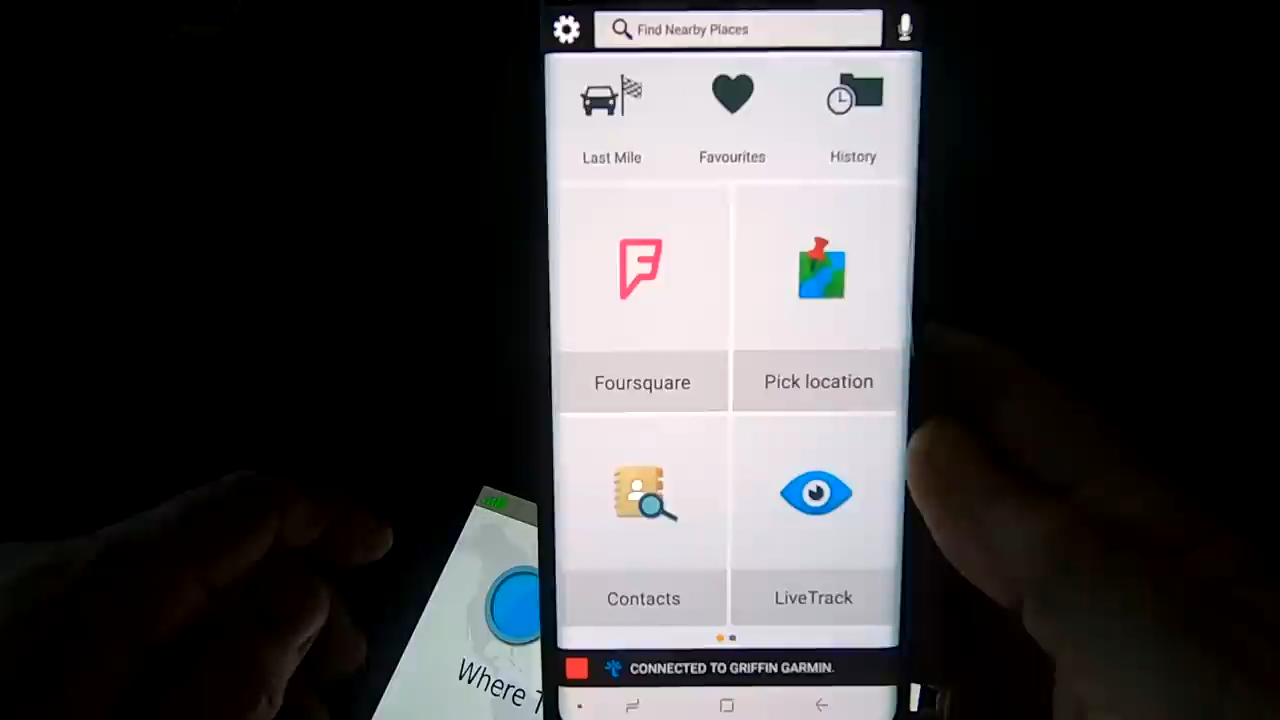 Find Nearby Places
Last Mile
Favourites
History
Foursquare
Pick location
Contacts
LiveTrack
CONNECTED TO GRIFFIN GARMIN.
Where T